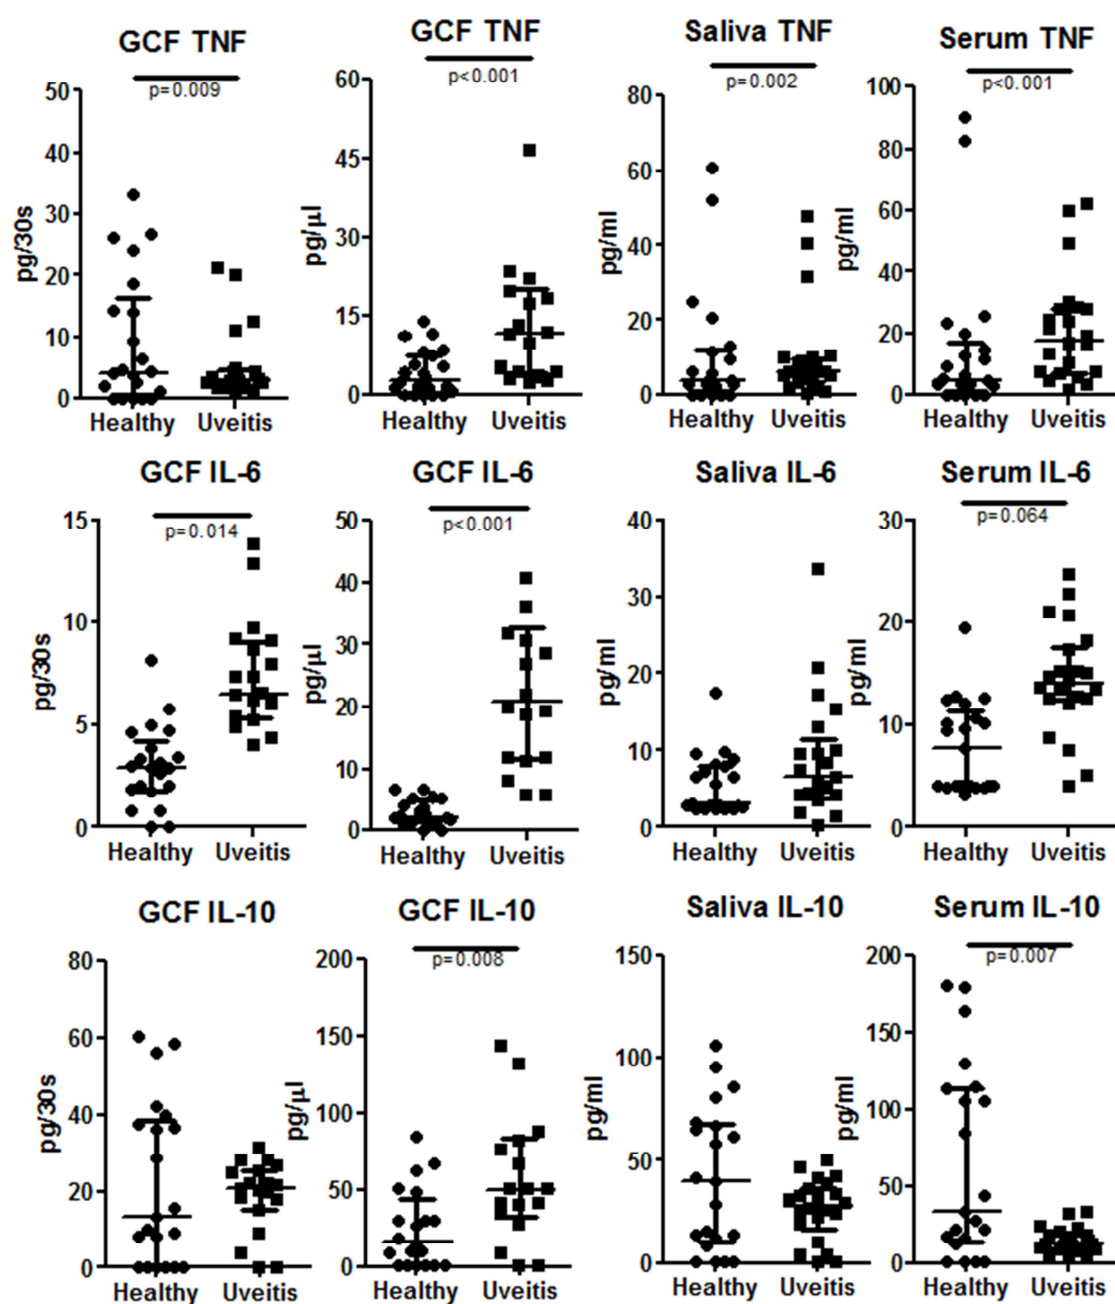 GCF TNF
p=0.009
pg/30s
50
40
30
20
10
0
Healthy Uveitis
GCF TNF
p<0.001
pg/µl
60
45
30
15
0
Healthy Uveitis
Saliva TNF
p=0.002
pg/ml
80
60
40
20
0
Healthy Uveitis
Serum TNF
p<0.001
pg/ml
100
80
60
40
20
0
Healthy Uveitis
GCF IL-6
p=0.014
pg/30s
15
10
5
0
Healthy Uveitis
GCF IL-6
p<0.001
pg/µl
50
40
30
20
10
0
Healthy Uveitis
Saliva IL-6
pg/ml
40
30
20
10
0
Healthy Uveitis
Serum IL-6
p=0.064
pg/ml
30
20
10
0
Healthy Uveitis
GCF IL-10
pg/30s
80
60
40
20
0
Healthy Uveitis
GCF IL-10
p=0.008
pg/µl
200
150
100
50
0
Healthy Uveitis
Saliva IL-10
pg/ml
150
100
50
0
Healthy Uveitis
Serum IL-10
p=0.007
pg/ml
200
150
100
50
0
Healthy Uveitis